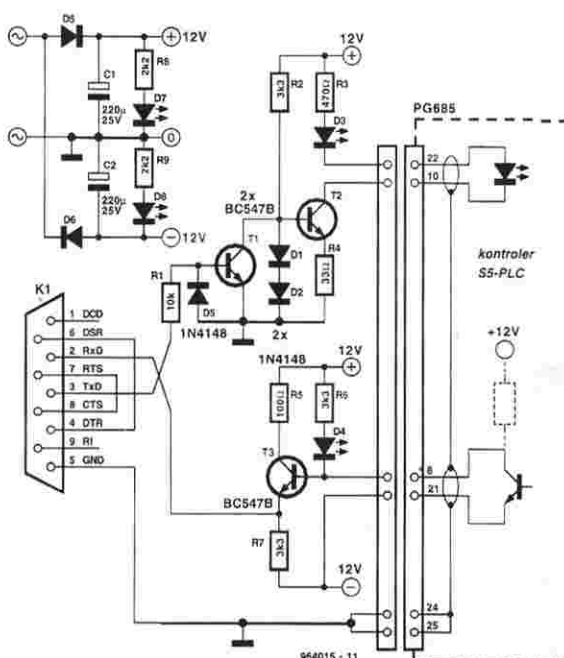 D5
12V
C1
220µ
25V
R8
2k2
D7
0
C2
220µ
25V
R9
2k2
D8
D6
12V
12V
R2
3k3
R3
470Ω
D3
PG685
22
10
2x
BC547B
T2
T1
R1
10k
D5
1N4148
D1
D2
2x
R4
33Ω
kontroler
S5-PLC
K1
1 DCD
6 DSR
2 RxD
7 RTS
3 TxD
8 CTS
4 DTR
9 RI
5 GND
1N4148
12V
R5
100Ω
R6
3k3
D4
T3
BC547B
R7
3k3
12V
+12V
8
21
24
25
964015 - 11